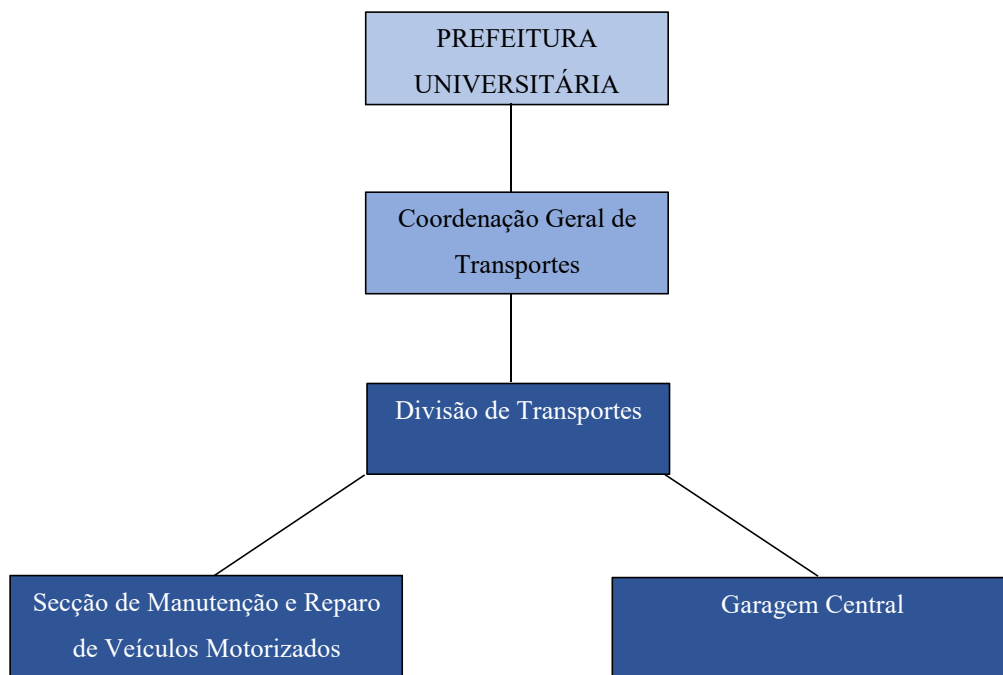 PREFEITURA
UNIVERSITÁRIA
Coordenação Geral de
Transportes
Divisão de Transportes
Secção de Manutenção e Reparo
de Veículos Motorizados
Garagem Central